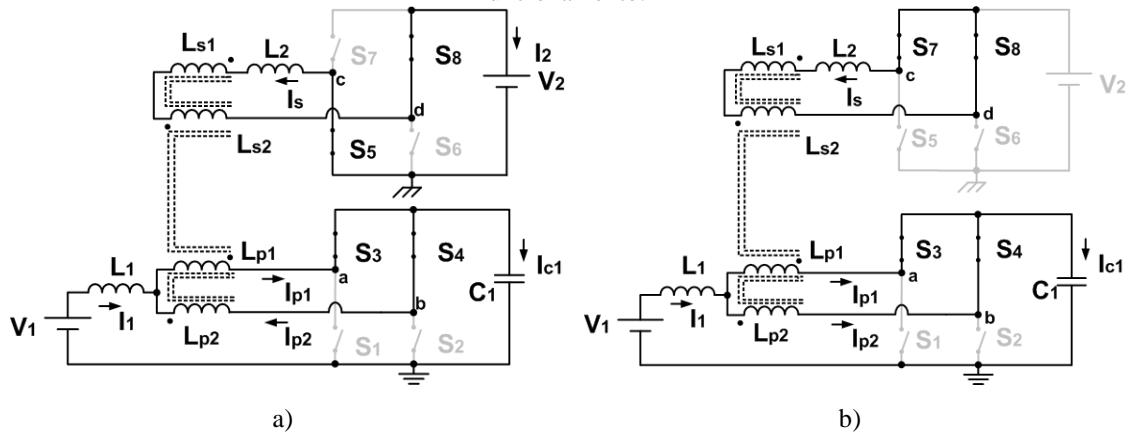 Ls1 L2 S7 S8 I2
c V2
Is
d
Ls2 S5 S6
Lp1 S3 S4
L1 a Ic1
Ip1 C1
V1 I1 b
Lp2 Ip2 S1 S2
a)
Ls1 L2 S7 S8
c V2
Is
d
Ls2 S5 S6
Lp1 S3 S4
L1 a Ic1
Ip1 C1
V1 I1 b
Lp2 Ip2 S1 S2
b)